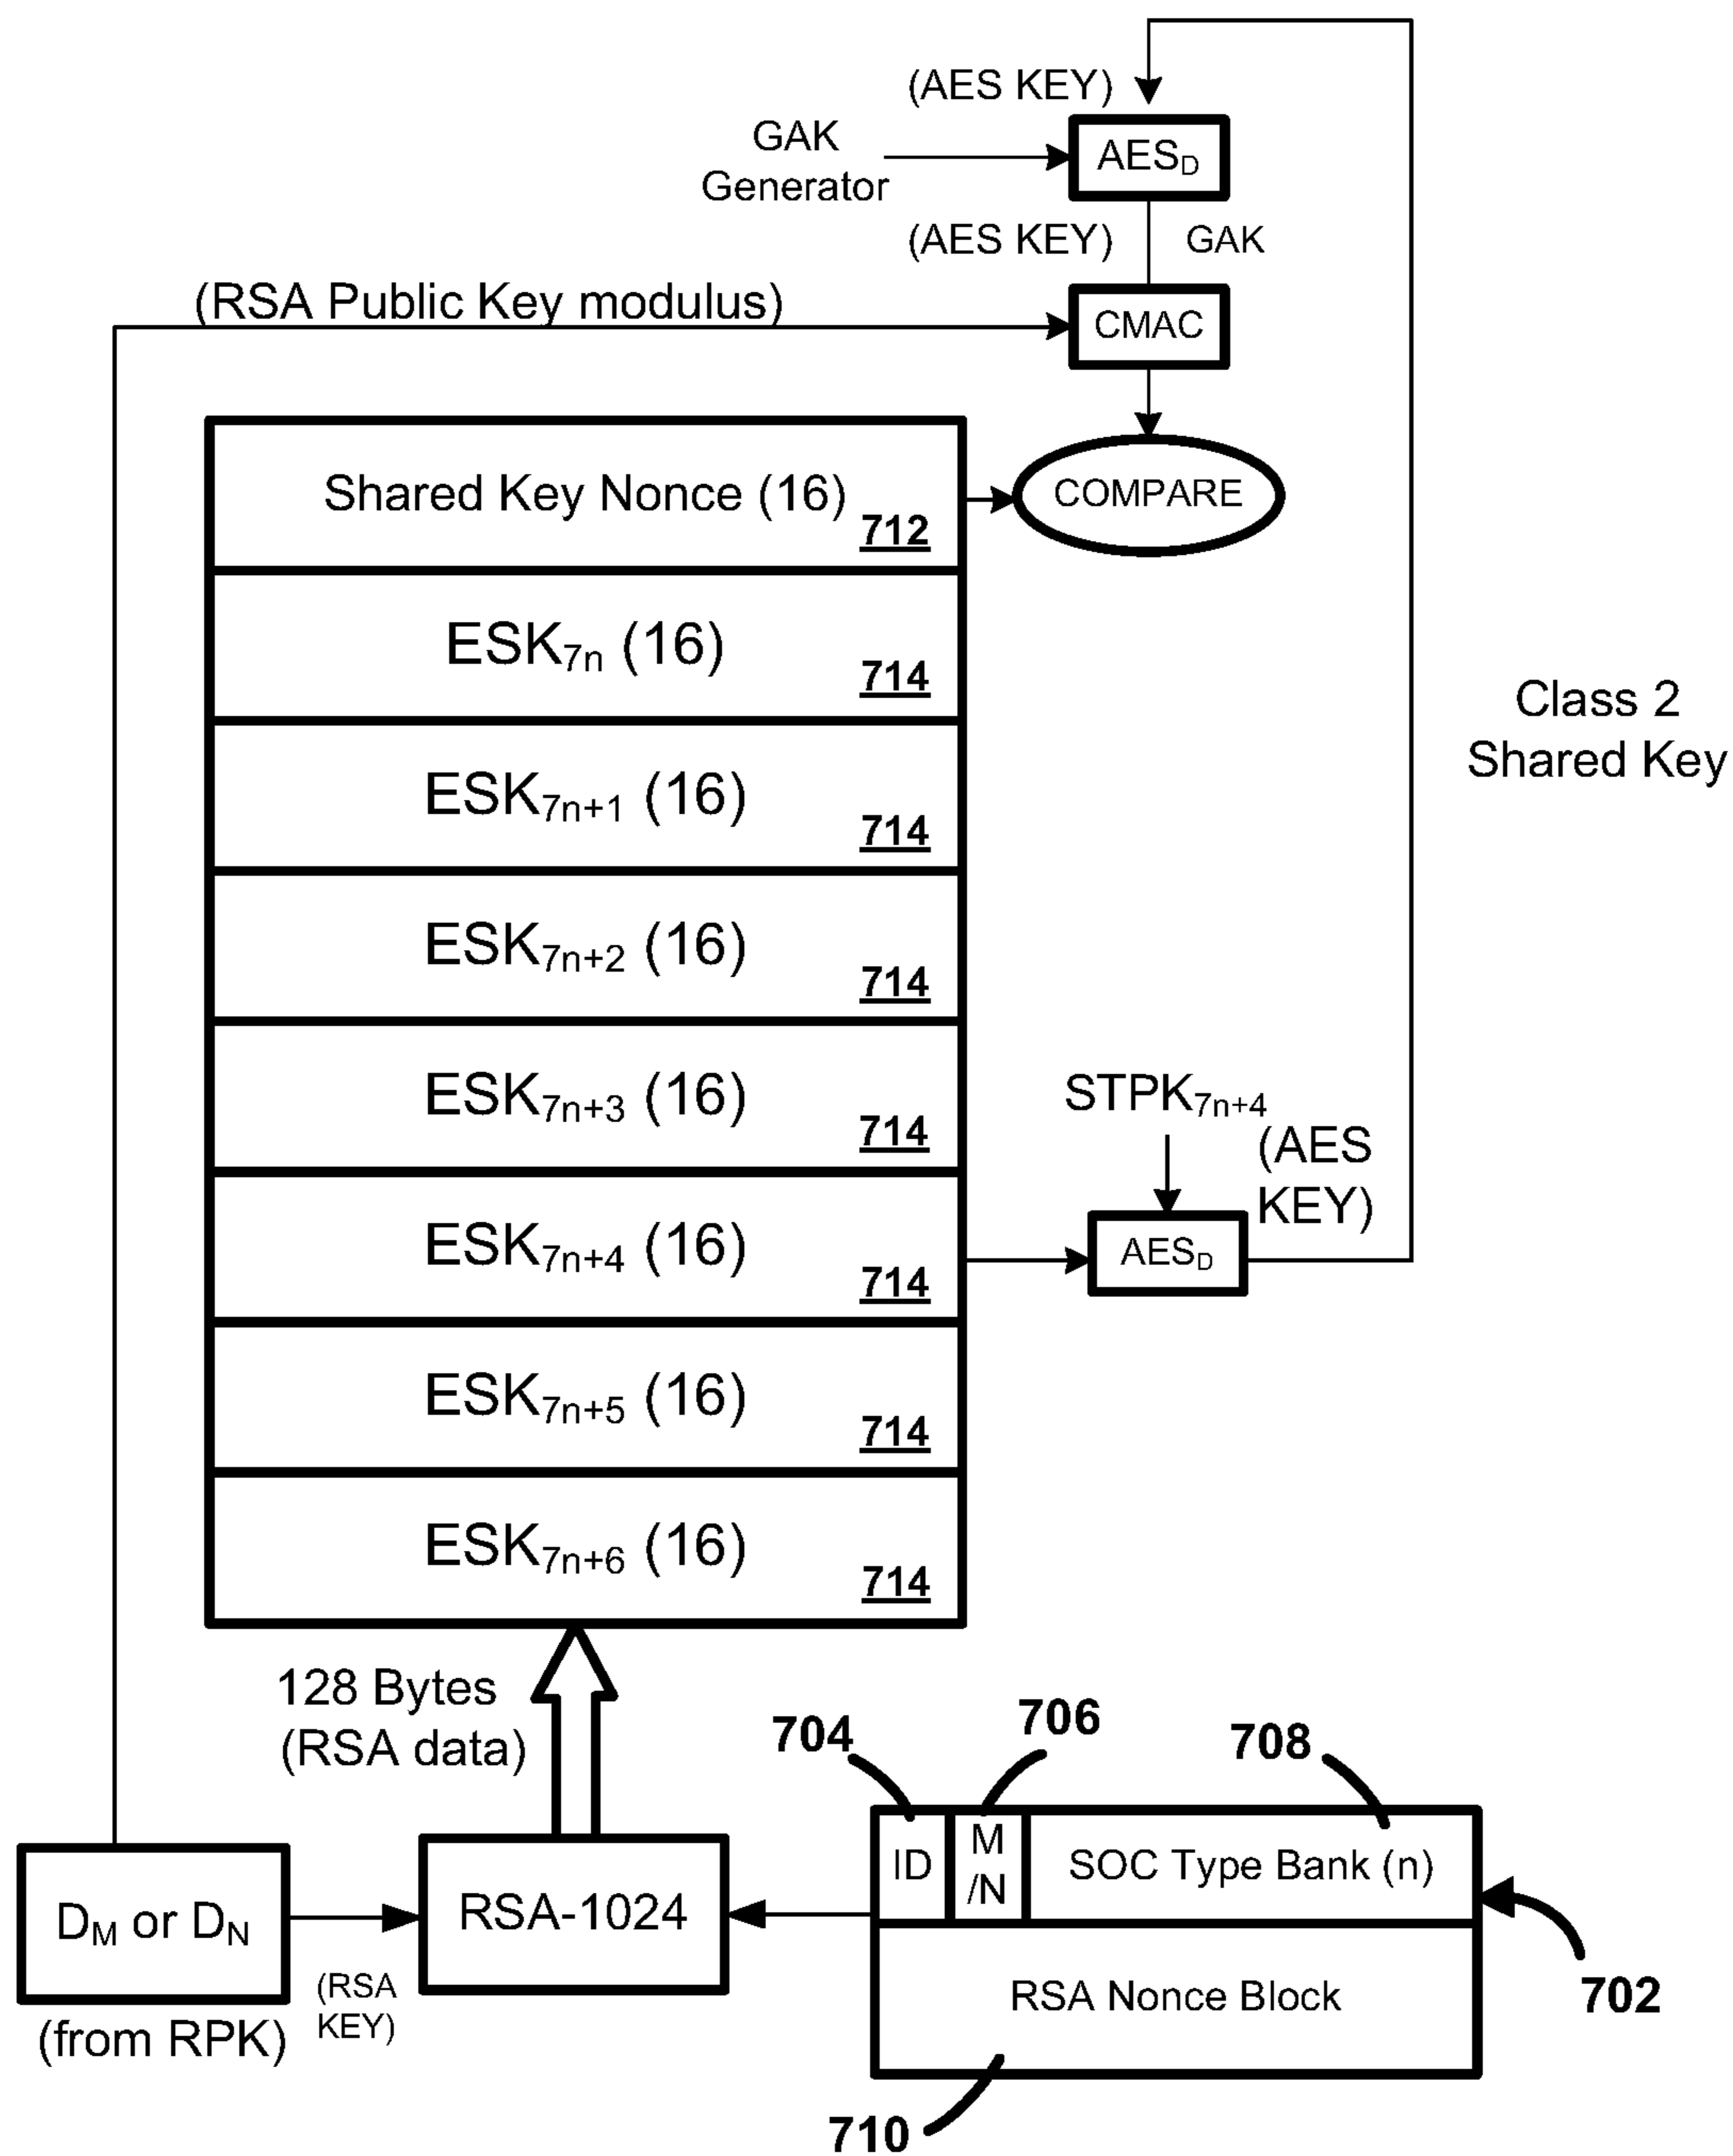 (AES KEY)
GAK
Generator
AESD
(AES KEY)
GAK
(RSA Public Key modulus)
CMAC
Shared Key Nonce (16)
712
COMPARE
ESK7n (16)
714
Class 2
Shared Key
ESK7n+1 (16)
714
ESK7n+2 (16)
714
ESK7n+3 (16)
714
STPK7n+4
(AES
KEY)
ESK7n+4 (16)
714
AESD
ESK7n+5 (16)
714
ESK7n+6 (16)
714
128 Bytes
(RSA data)
704
706
708
ID
M
/N
SOC Type Bank (n)
DM or DN
RSA-1024
(RSA
KEY)
(from RPK)
RSA Nonce Block
702
710